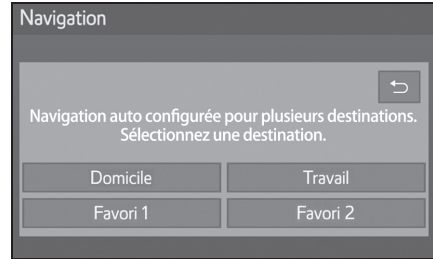 Navigation
Navigation auto configurée pour plusieurs destinations.
Sélectionnez une destination.
Domicile
Travail
Favori 1
Favori 2